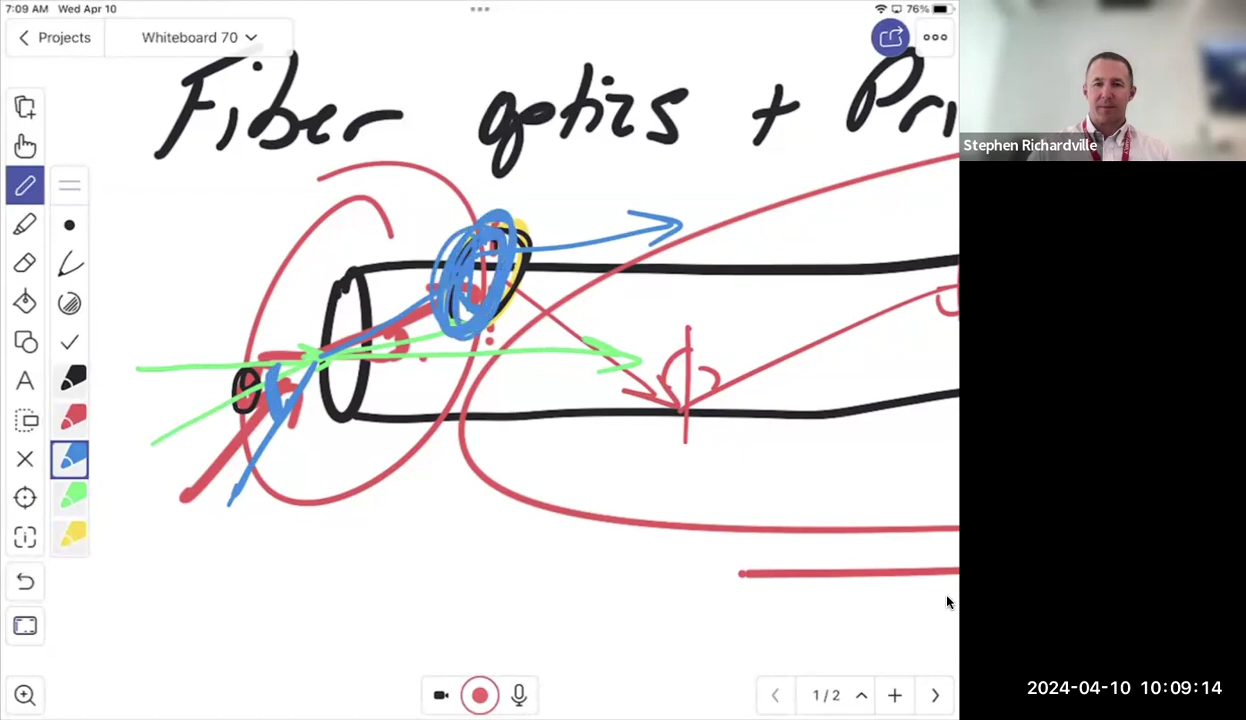 7:09 AM Wed Apr 10
76%
Projects
Whiteboard 70
Fiber optics + Pri
Stephen Richardville
A
1 / 2
2024-04-10 10:09:14